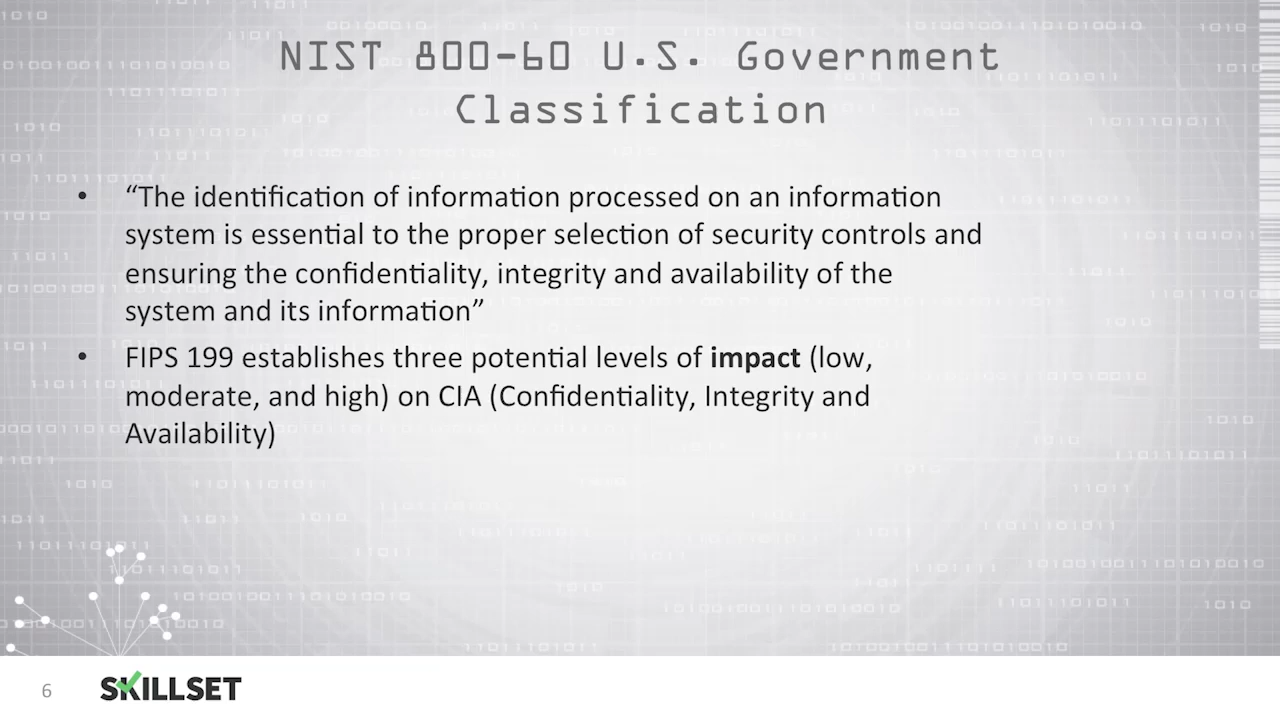 NIST 800-60 U.S. Government
Classification
• “The identification of information processed on an information
system is essential to the proper selection of security controls and
ensuring the confidentiality, integrity and availability of the
system and its information”
• FIPS 199 establishes three potential levels of impact (low,
moderate, and high) on CIA (Confidentiality, Integrity and
Availability)
6
SKILLSET